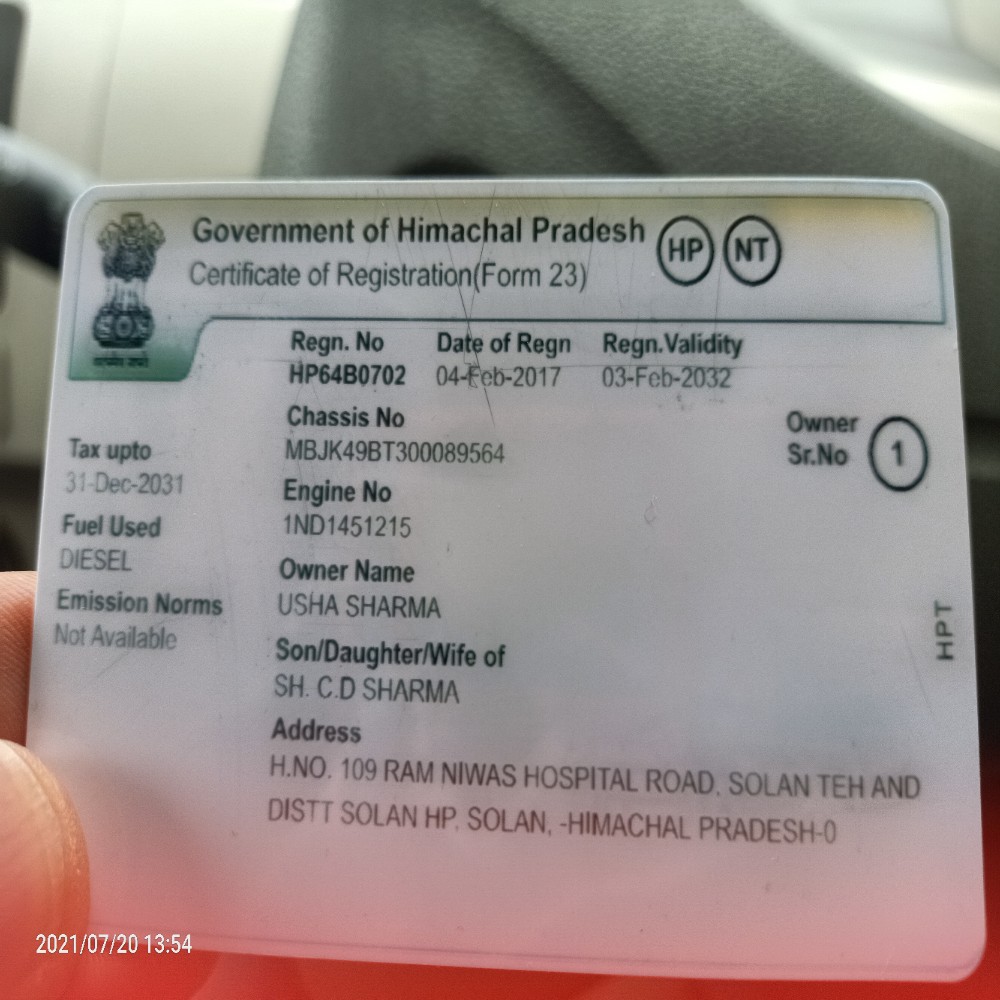 Government of Himachal Pradesh HP NT
Certificate of Registration(Form 23)
Regn. No Date of Regn Regn.Validity
HP64B0702 04-Feb-2017 03-Feb-2032
Chassis No
MBJK49BT300089564
Owner
Sr.No 1
Tax upto
31-Dec-2031
Engine No
1ND1451215
Fuel Used
DIESEL
Owner Name
USHA SHARMA
Emission Norms
Not Available
Son/Daughter/Wife of
SH. C.D SHARMA
HPT
Address
H.NO. 109 RAM NIWAS HOSPITAL ROAD, SOLAN TEH AND
DISTT SOLAN HP. SOLAN, -HIMACHAL PRADESH-0
2021/07/20 13:54